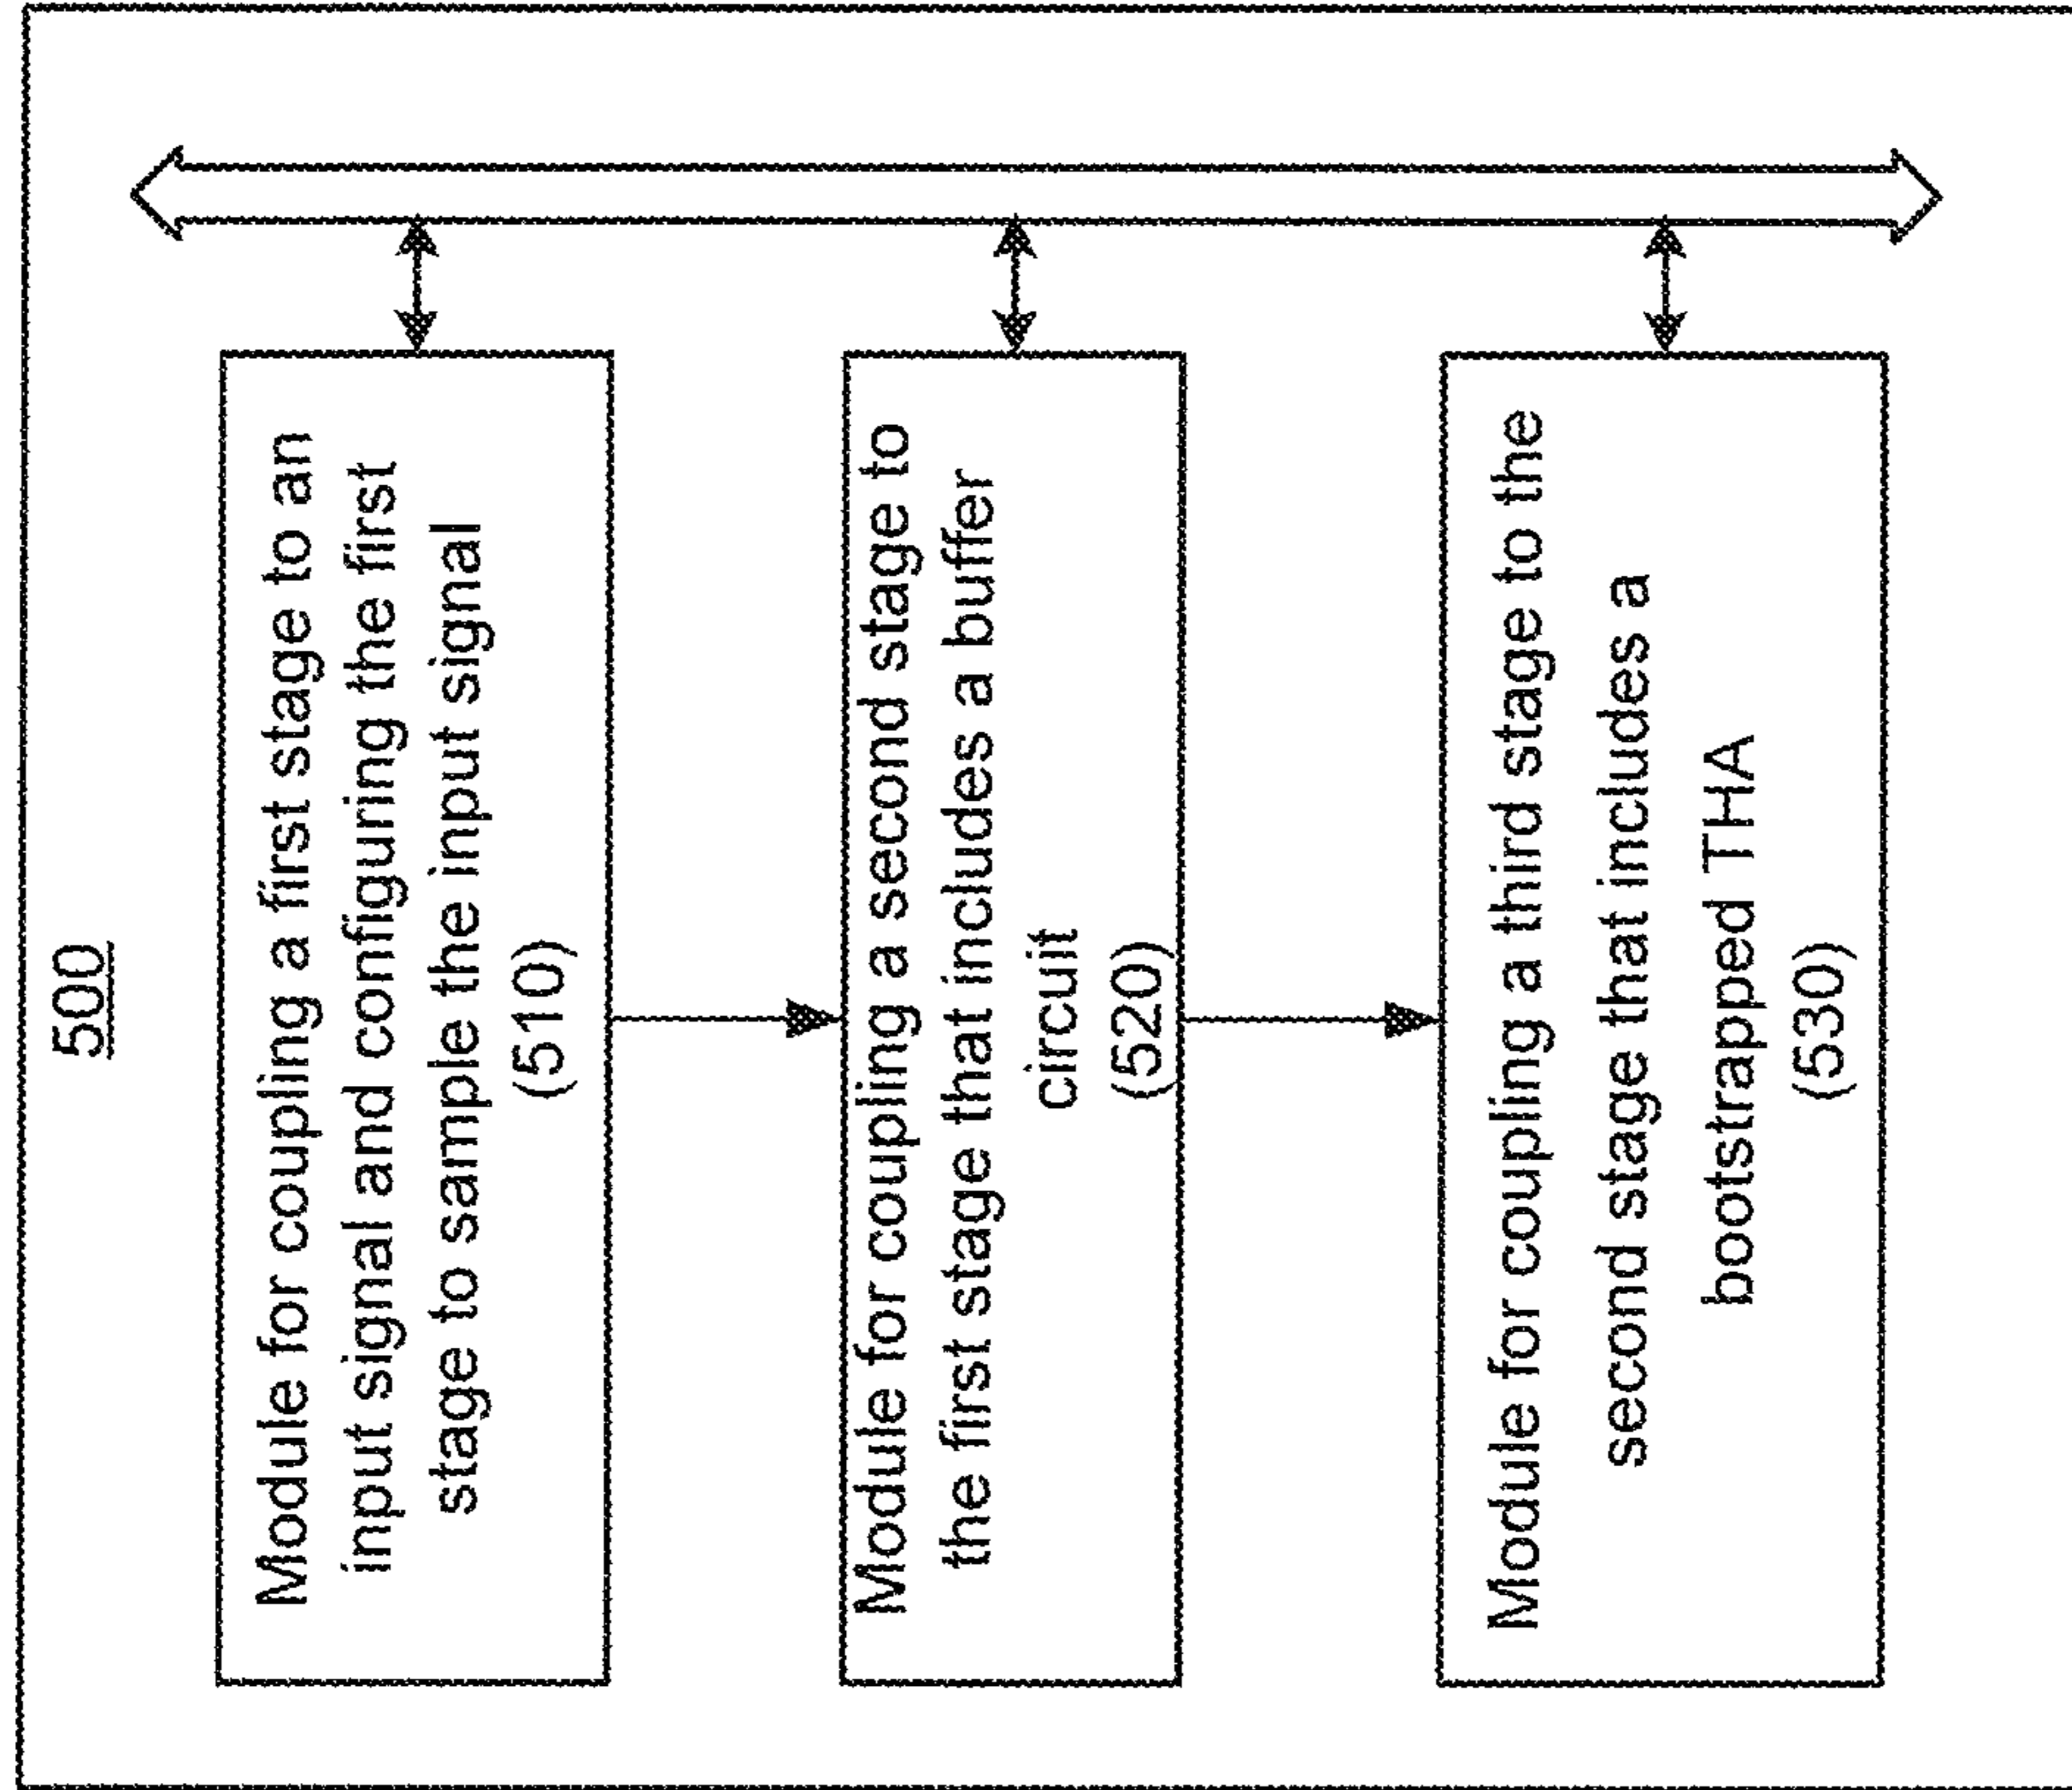 500
Module for coupling a first stage to an
input signal and configuring the first
stage to sample the input signal
(510)
Module for coupling a second stage to
the first stage that includes a buffer
circuit
(520)
Module for coupling a third stage to the
second stage that includes a
bootstrapped THA
(530)